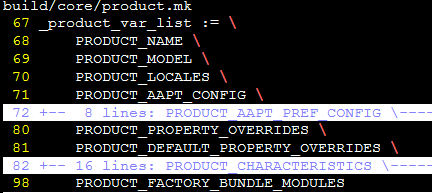 build/core/product.mk
67 _product_var_list := \
68     PRODUCT_NAME \
69     PRODUCT_MODEL \
70     PRODUCT_LOCALES \
71     PRODUCT_AAPT_CONFIG \
72 +--  8 lines: PRODUCT_AAPT_PREF_CONFIG \----
80     PRODUCT_PROPERTY_OVERRIDES \
81     PRODUCT_DEFAULT_PROPERTY_OVERRIDES \
82 +-- 16 lines: PRODUCT_CHARACTERISTICS \-----
98     PRODUCT_FACTORY_BUNDLE_MODULES